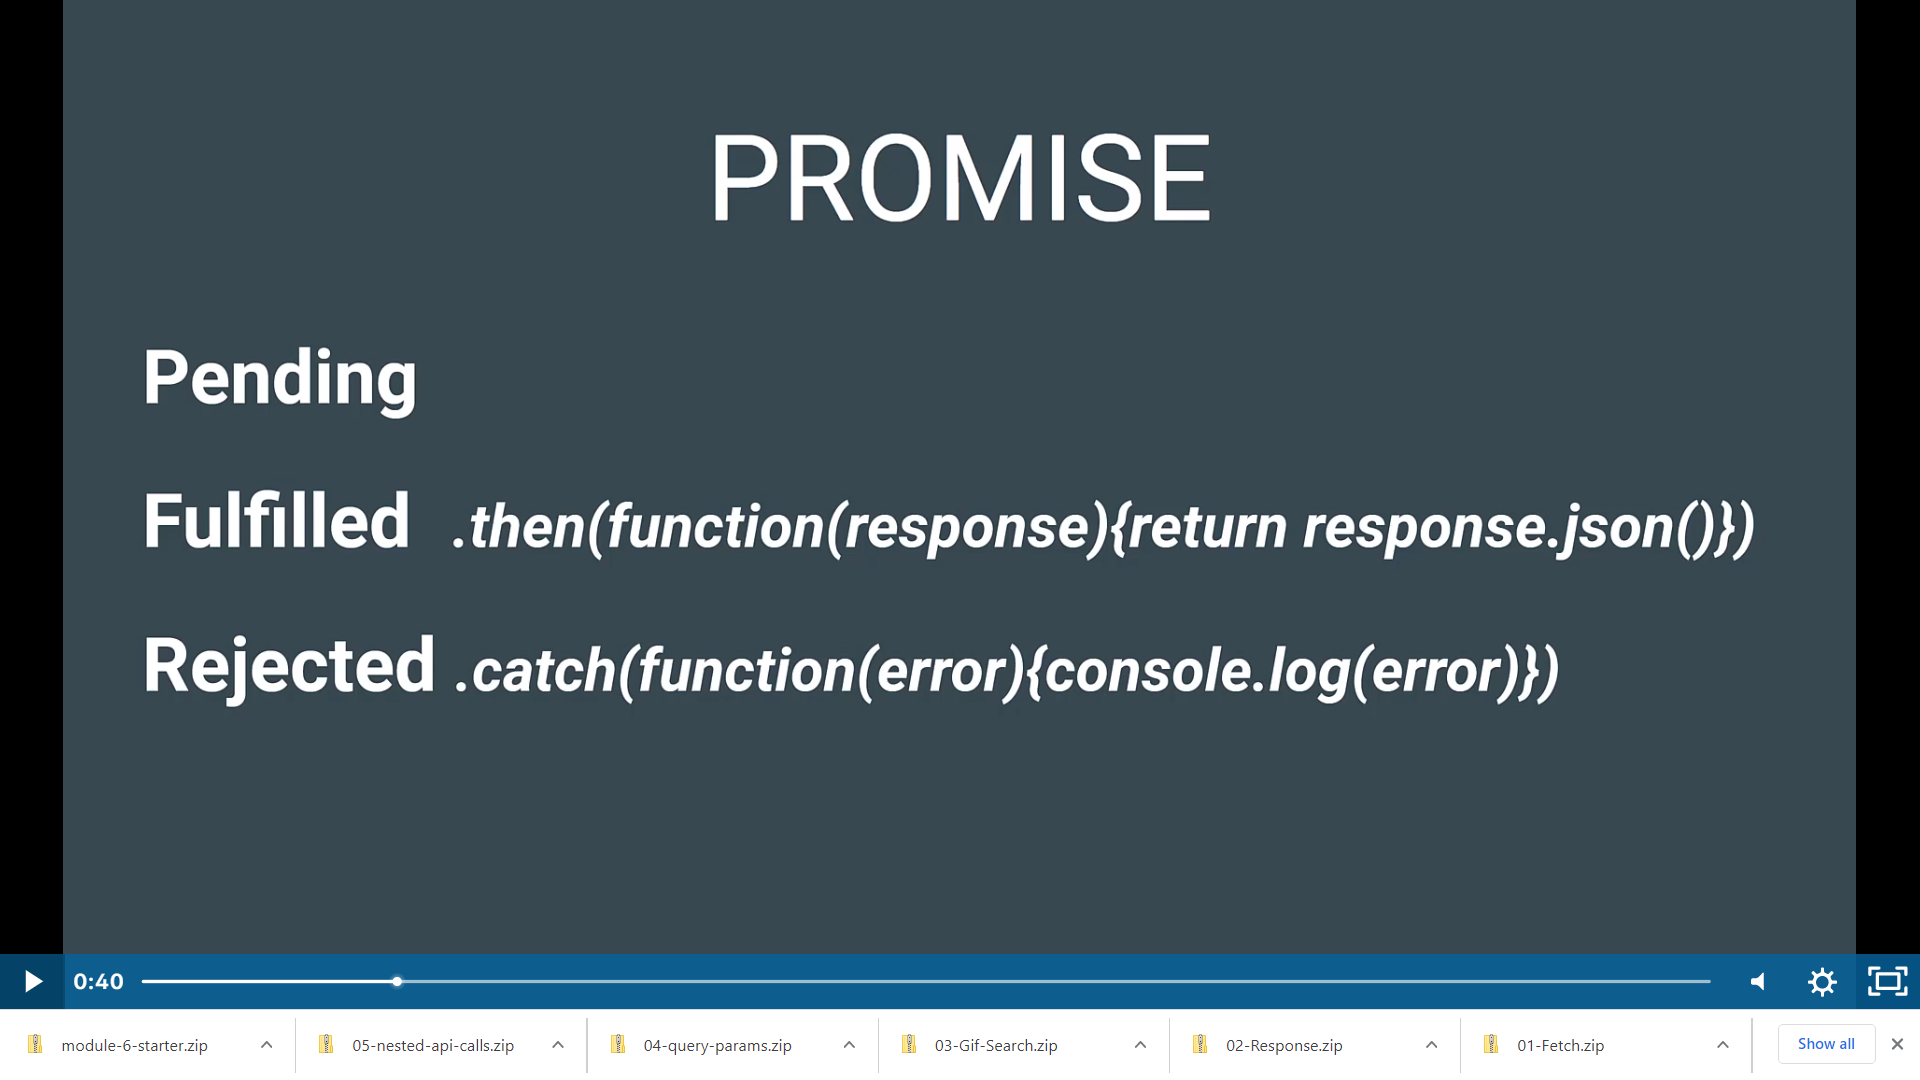 PROMISE
Pending
Fulfilled .then(function(response){return response.json()})
Rejected .catch(function(error){console.log(error)})
0:40
module-6-starter.zip
05-nested-api-calls.zip
04-query-params.zip
03-Gif-Search.zip
02-Response.zip
01-Fetch.zip
Show all